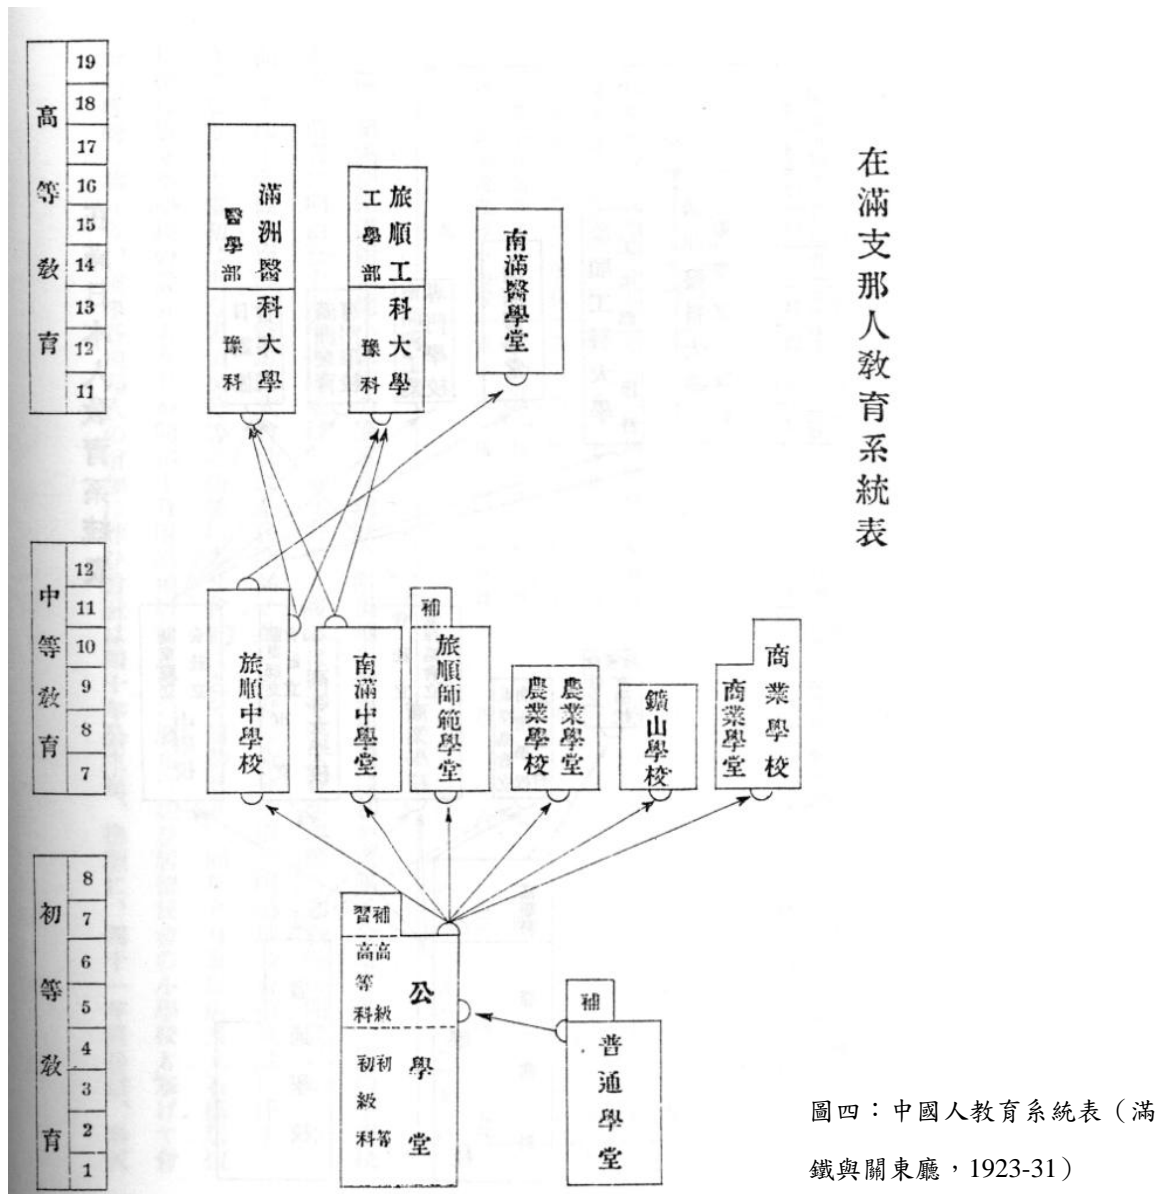 在滿支那人敎育系統表
高等敎育
19
18
17
16
15
14
13
12
11
滿洲醫科大學
醫學部
豫科
旅順工科大學
工學部
豫科
南滿醫學堂
中等敎育
12
11
10
9
8
7
旅順中學校
南滿中學堂
補
旅順師範學堂
農業學堂
農業學校
鑛山學校
商業學校
商業學堂
初等敎育
8
7
6
5
4
3
2
1
公學堂
補習
高級
高等科
初等
初級科
補
普通學堂
圖四：中國人教育系統表（滿
鐵與關東廳，1923-31）